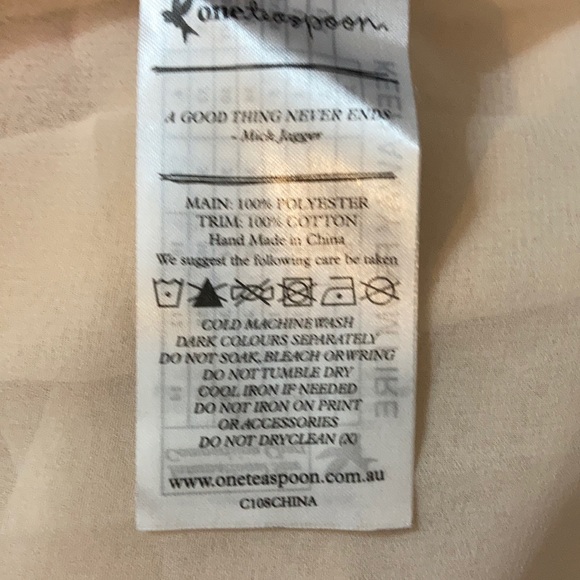 oneteaspoon.
A GOOD THING NEVER ENDS
- Mick Jagger
MAIN: 100% POLYESTER
TRIM: 100% COTTON
Hand Made in China
We suggest the following care be taken
COLD MACHINE WASH
DARK COLOURS SEPARATELY
DO NOT SOAK, BLEACH OR WRING
DO NOT TUMBLE DRY
COOL IRON IF NEEDED
DO NOT IRON ON PRINT
OR ACCESSORIES
DO NOT DRYCLEAN (X)
www.oneteaspoon.com.au
C108CHINA